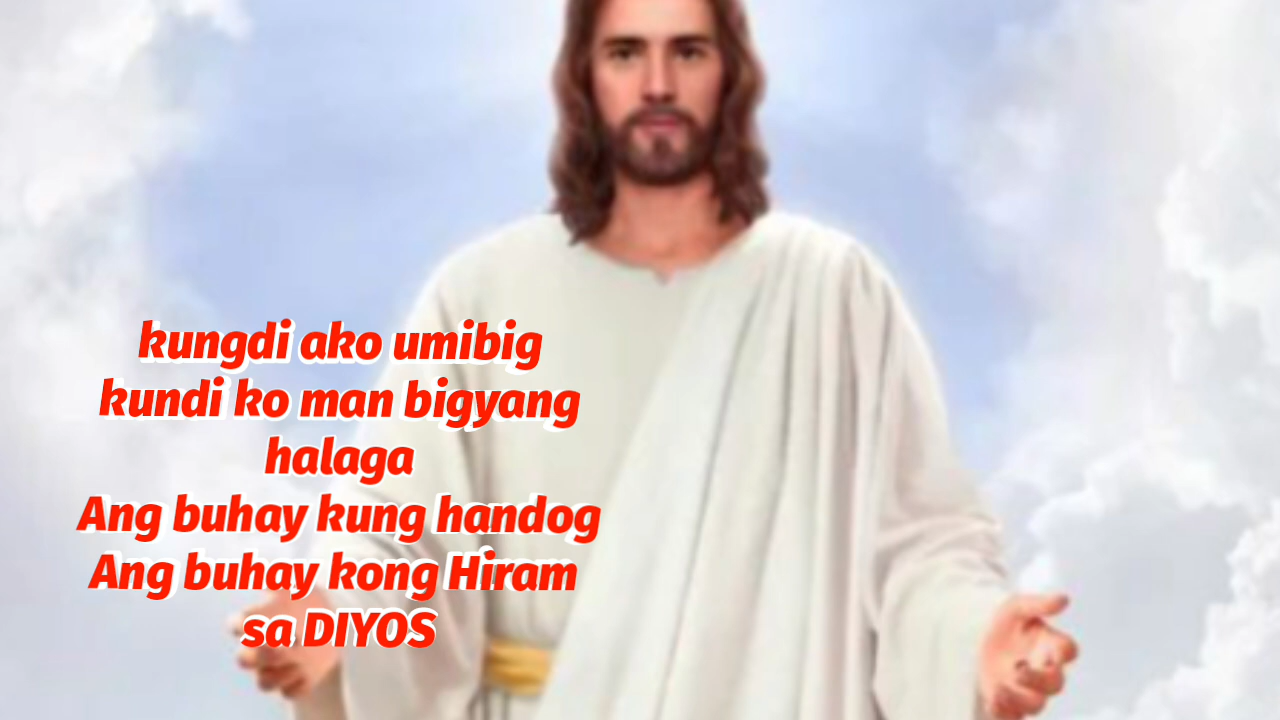 kungdi ako umibig
kundi ko man bigyang
halaga
Ang buhay kung handog
Ang buhay kong Hiram
sa DIYOS